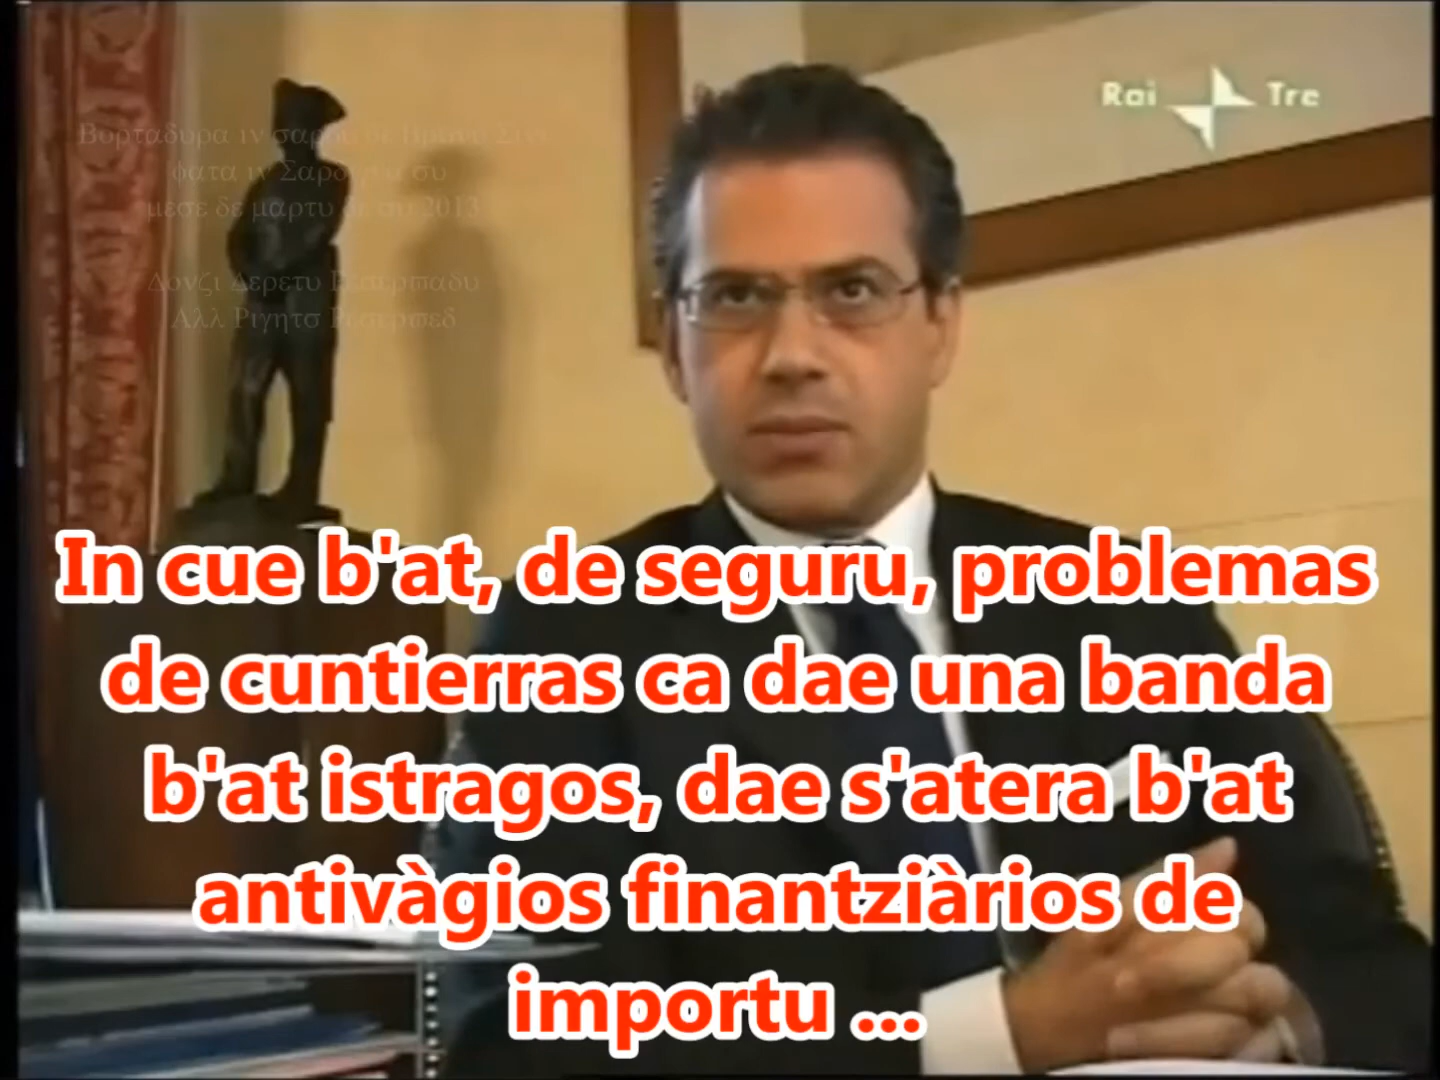 Rai Tre
In cue b'at, de seguru, problemas
de cuntierras ca dae una banda
b'at istragos, dae s'atera b'at
antivàgios finantziàrios de
importu ...